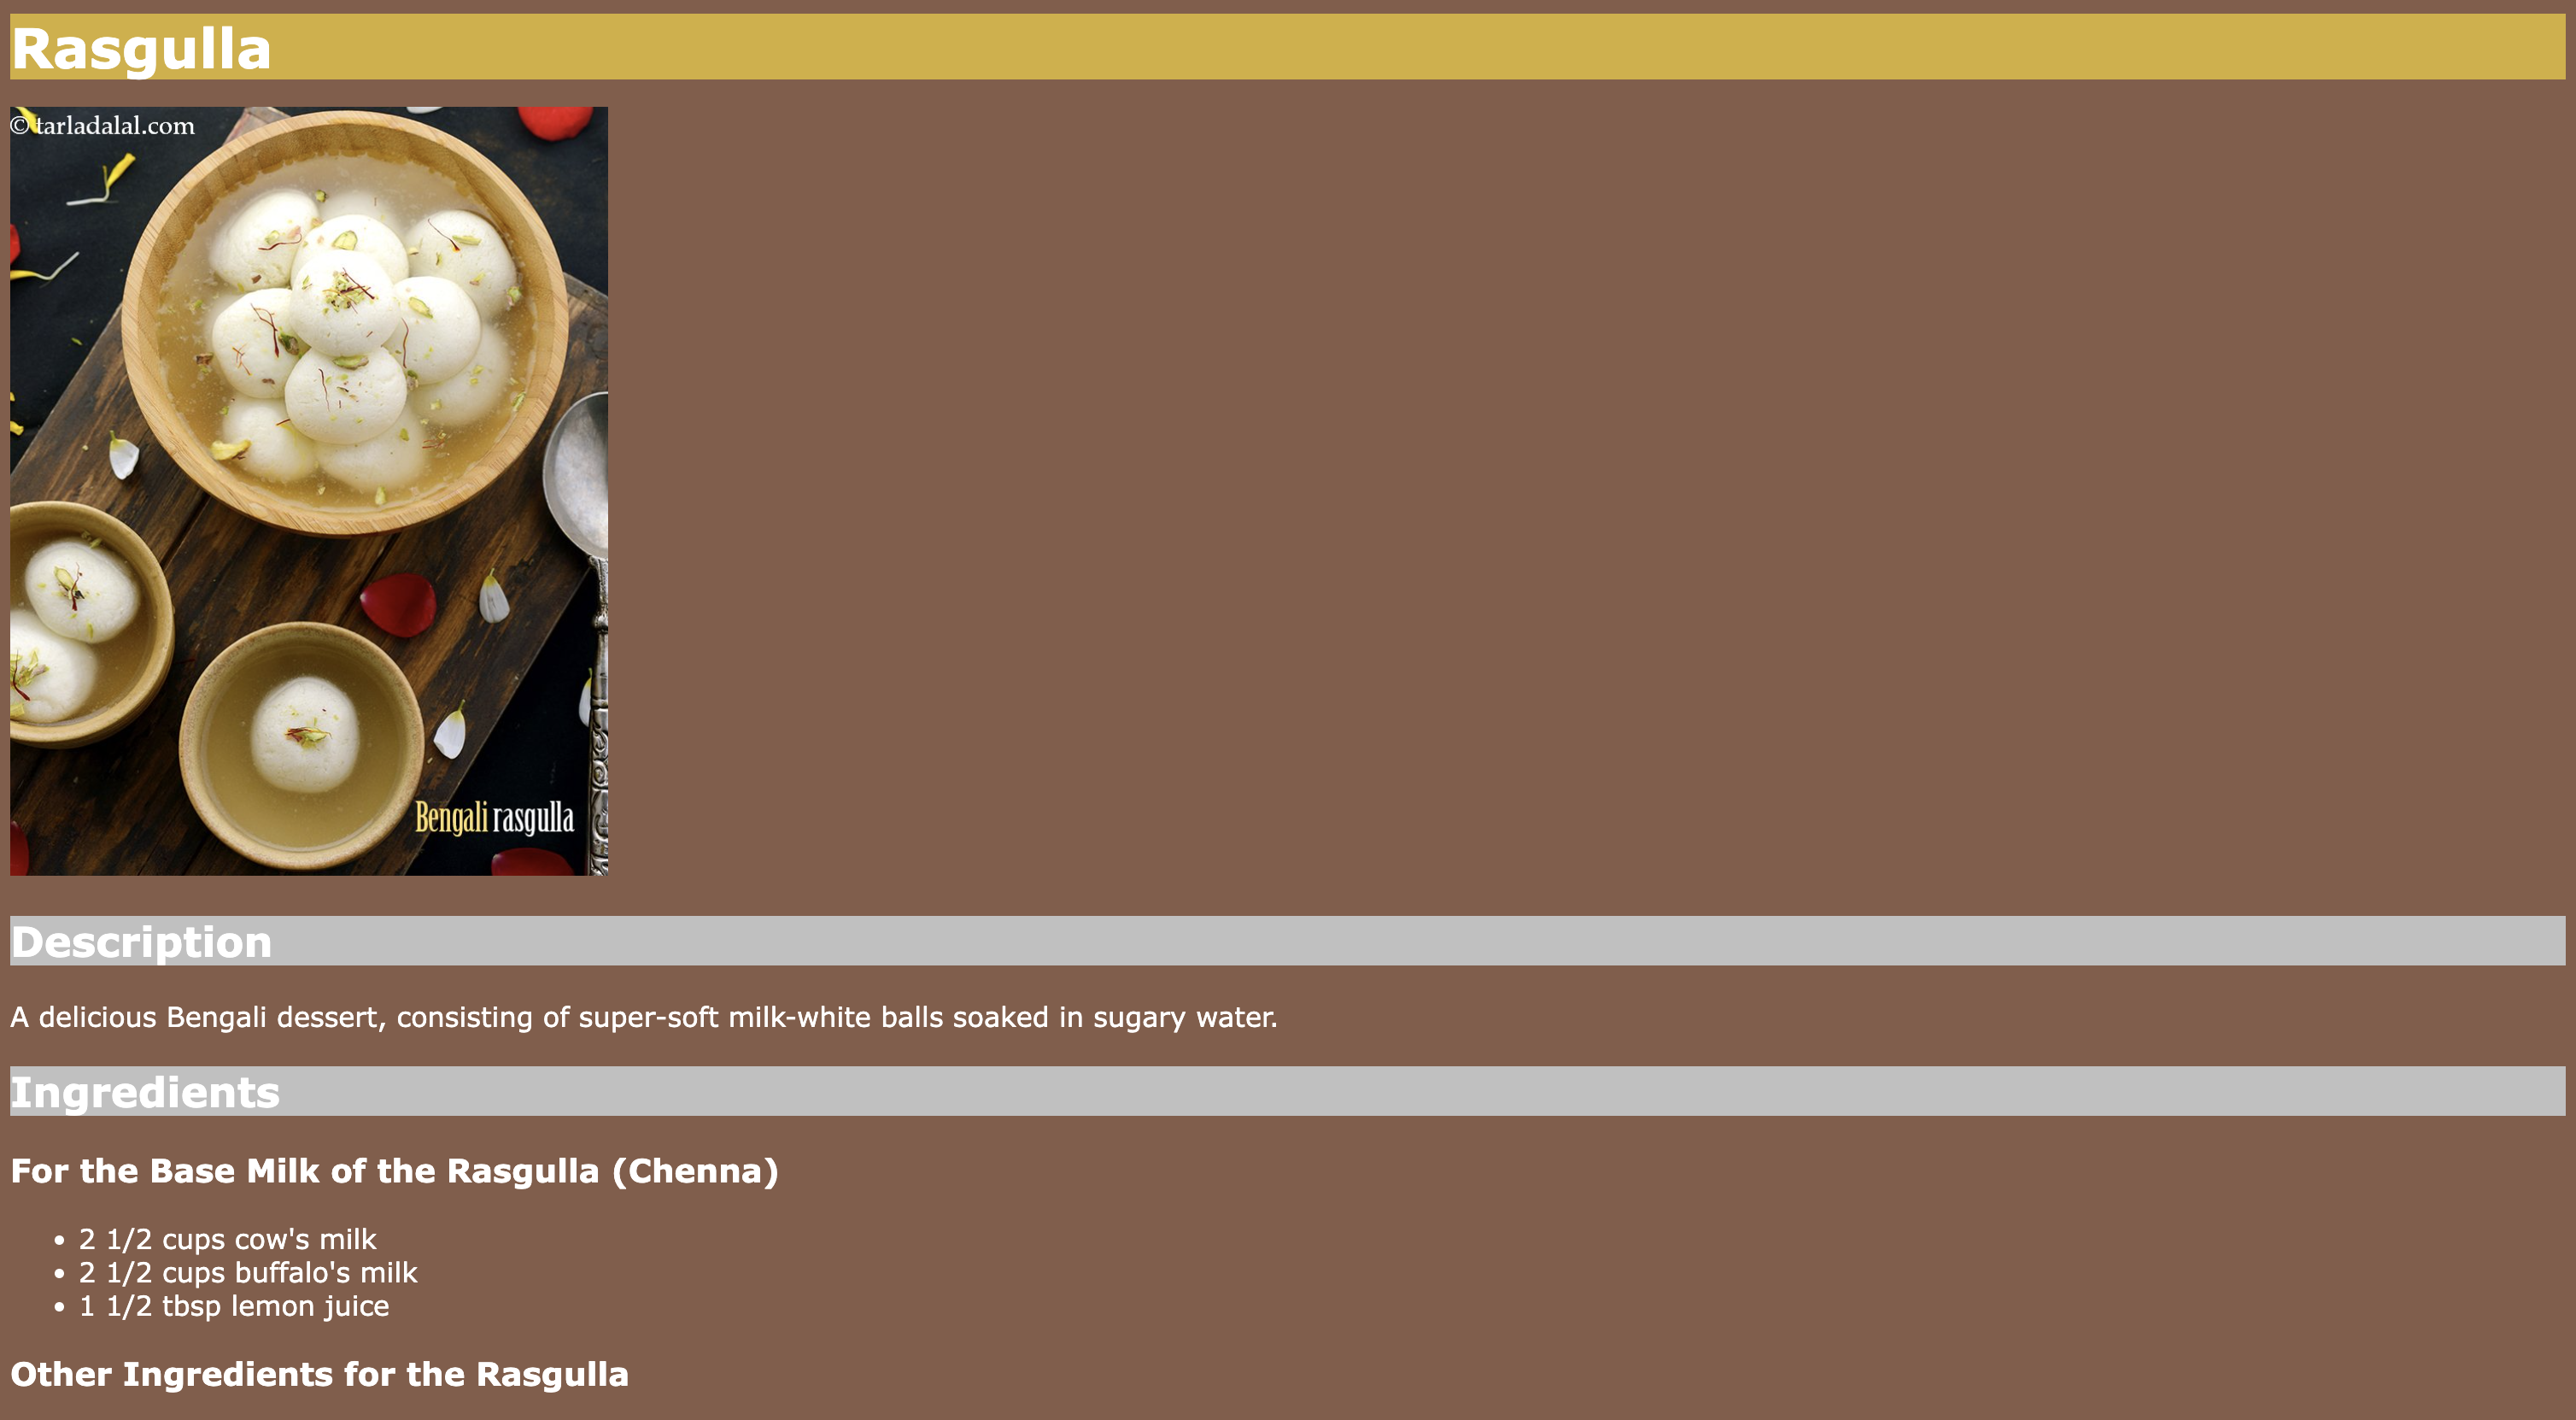 Rasgulla
© tarladalal.com
Bengali rasgulla
Description
A delicious Bengali dessert, consisting of super-soft milk-white balls soaked in sugary water.
Ingredients
For the Base Milk of the Rasgulla (Chenna)
• 2 1/2 cups cow's milk
• 2 1/2 cups buffalo's milk
• 1 1/2 tbsp lemon juice
Other Ingredients for the Rasgulla